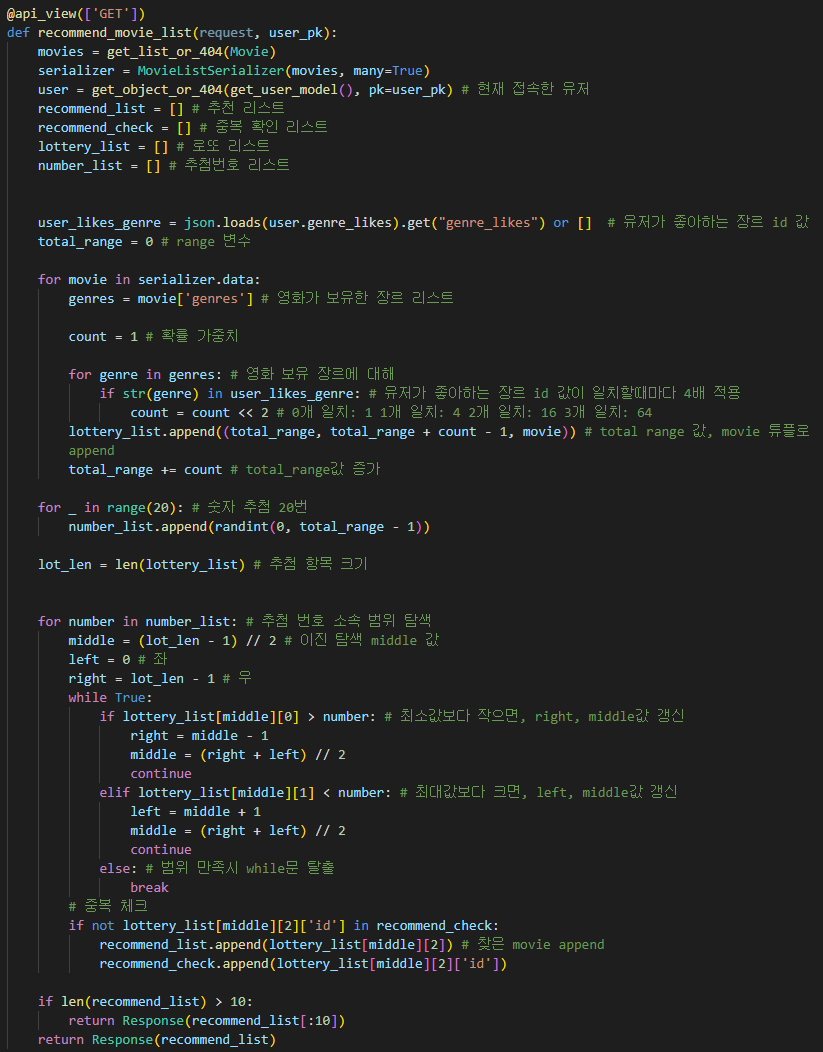 @api_view(['GET'])
def recommend_movie_list(request, user_pk):
    movies = get_list_or_404(Movie)
    serializer = MovieListSerializer(movies, many=True)
    user = get_object_or_404(get_user_model(), pk=user_pk) # 현재 접속한 유저
    recommend_list = [] # 추천 리스트
    recommend_check = [] # 중복 확인 리스트
    lottery_list = [] # 로또 리스트
    number_list = [] # 추첨번호 리스트
    user_likes_genre = json.loads(user.genre_likes).get("genre_likes") or []  # 유저가 좋아하는 장르 id 값
    total_range = 0 # range 변수
    for movie in serializer.data:
        genres = movie['genres'] # 영화가 보유한 장르 리스트
        count = 1 # 확률 가중치
        for genre in genres: # 영화 보유 장르에 대해
            if str(genre) in user_likes_genre: # 유저가 좋아하는 장르 id 값이 일치할때마다 4배 적용
                count = count << 2 # 0개 일치: 1 1개 일치: 4 2개 일치: 16 3개 일치: 64
        lottery_list.append((total_range, total_range + count - 1, movie)) # total range 값, movie 튜플로
        append
        total_range += count # total_range값 증가
    for _ in range(20): # 숫자 추첨 20번
        number_list.append(randint(0, total_range - 1))
    lot_len = len(lottery_list) # 추첨 항목 크기
    for number in number_list: # 추첨 번호 소속 범위 탐색
        middle = (lot_len - 1) // 2 # 이진 탐색 middle 값
        left = 0 # 좌
        right = lot_len - 1 # 우
        while True:
            if lottery_list[middle][0] > number: # 최소값보다 작으면, right, middle값 갱신
                right = middle - 1
                middle = (right + left) // 2
                continue
            elif lottery_list[middle][1] < number: # 최대값보다 크면, left, middle값 갱신
                left = middle + 1
                middle = (right + left) // 2
                continue
            else: # 범위 만족시 while문 탈출
                break
        # 중복 체크
        if not lottery_list[middle][2]['id'] in recommend_check:
            recommend_list.append(lottery_list[middle][2]) # 찾은 movie append
            recommend_check.append(lottery_list[middle][2]['id'])
    if len(recommend_list) > 10:
        return Response(recommend_list[:10])
    return Response(recommend_list)